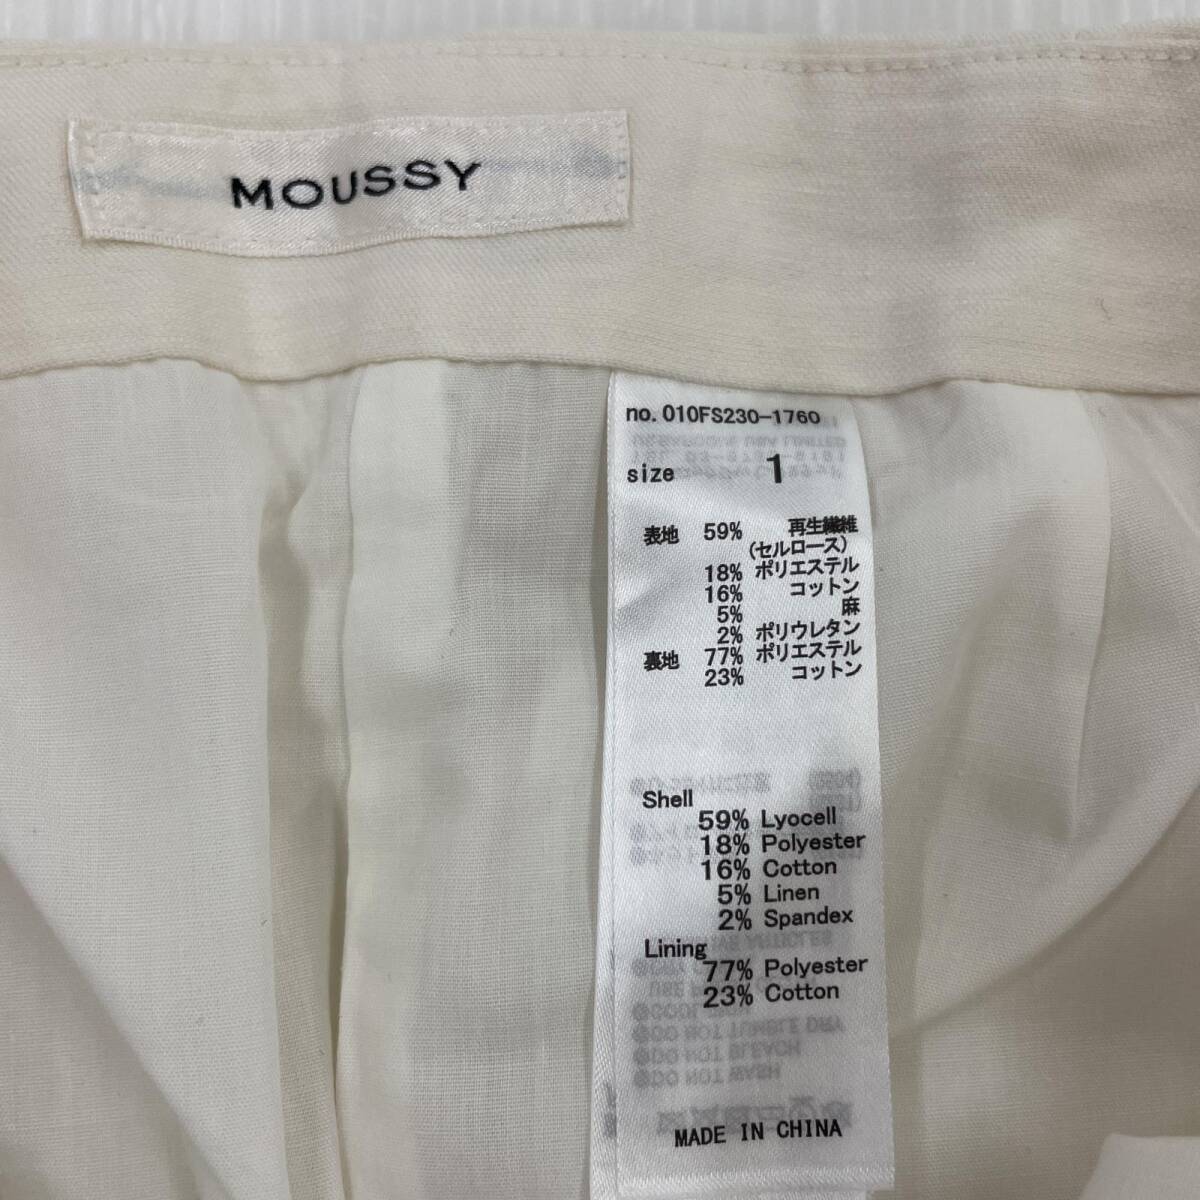 MOUSSY
no. 010FS230-1760
size 1
表地 59% 再生繊維
(セルロース)
18% ポリエステル
16% コットン
5% 麻
2% ポリウレタン
裏地 77% ポリエステル
23% コットン
Shell
59% Lyocell
18% Polyester
16% Cotton
5% Linen
2% Spandex
Lining
77% Polyester
23% Cotton
MADE IN CHINA